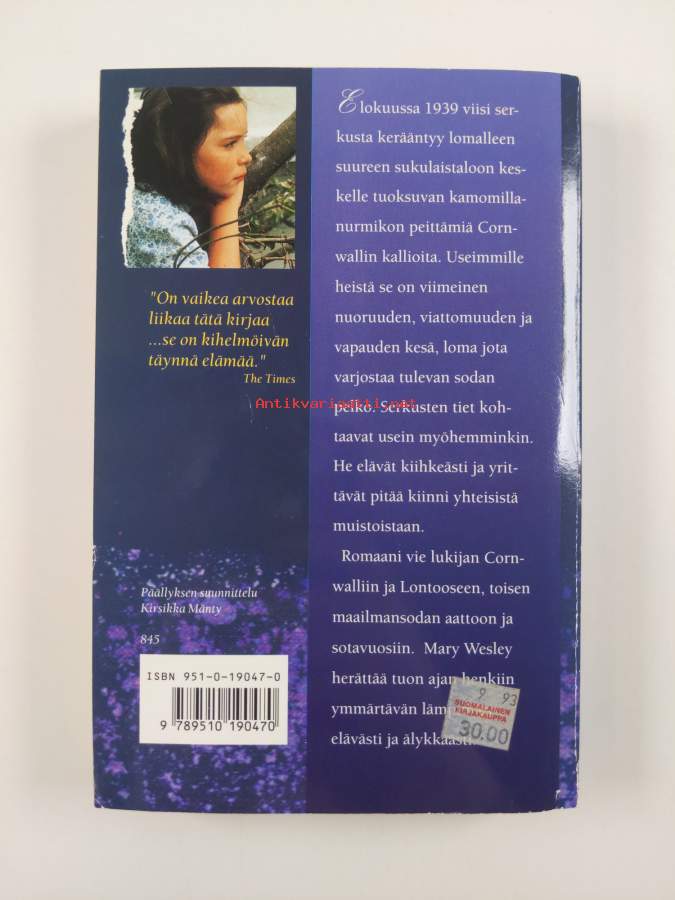 "On vaikea arvostaa
liikaa tätä kirjaa
...se on kihelmöivän
täynnä elämää."
The Times
Antikvariaatti.net
Päällyksen suunnittelu
Kirsikka Mänty
845
ISBN 951-0-19047-0
9 789510 190470
Elokuussa 1939 viisi ser-
kusta kerääntyy lomalleen
suureen sukulaistaloon kes-
kelle tuoksuvan kamomilla-
nurmikon peittämiä Corn-
wallin kallioita. Useimmille
heistä se on viimeinen
nuoruuden, viattomuuden ja
vapauden kesä, loma jota
varjostaa tulevan sodan
pelko. Serkusten tiet koh-
taavat usein myöhemminkin.
He elävät kiihkeästi ja yrit-
tävät pitää kiinni yhteisistä
muistoistaan.
Romaani vie lukijan Corn-
walliin ja Lontooseen, toisen
maailmansodan aattoon ja
sotavuosiin. Mary Wesley
herättää tuon ajan henkiin
ymmärtävän läm
elävästi ja älykkäästi.
9 93
SUOMALAINEN
KIRJAKAUPPA
30.00